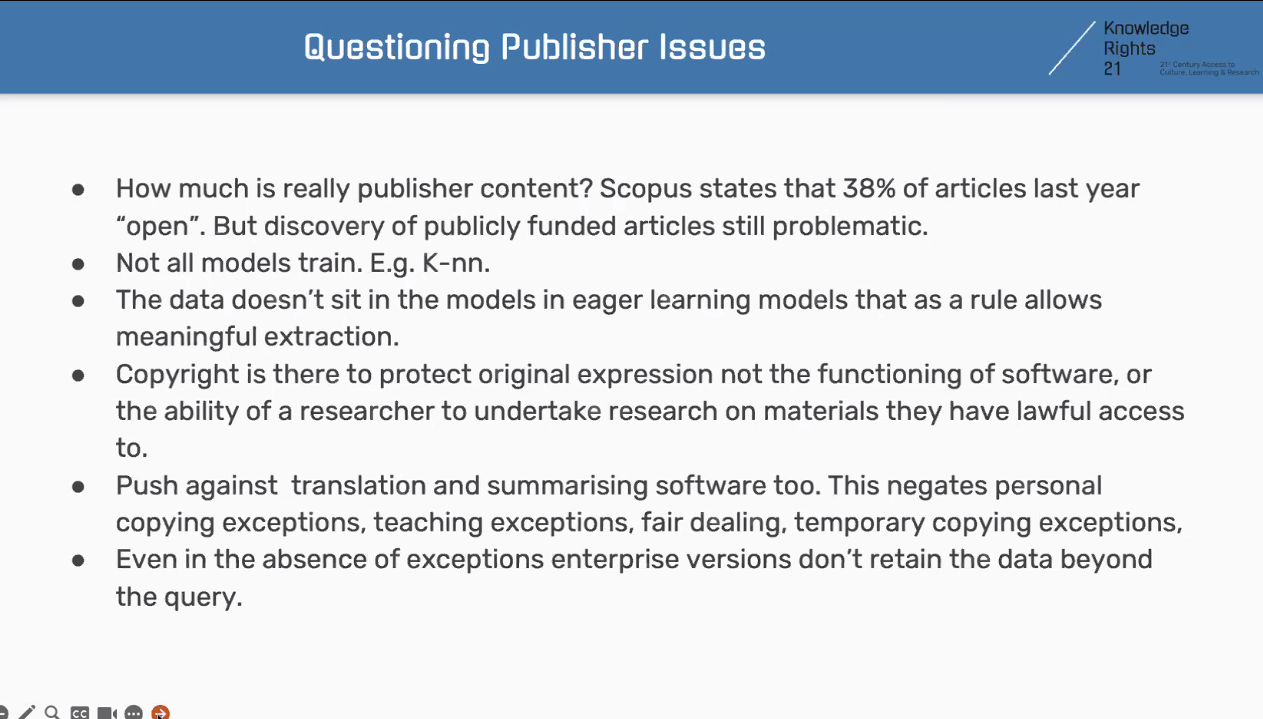 Questioning Publisher Issues
Knowledge
Rights
21
21st Century Access to
Culture, Learning & Research
● How much is really publisher content? Scopus states that 38% of articles last year
“open”. But discovery of publicly funded articles still problematic.
● Not all models train. E.g. K-nn.
● The data doesn’t sit in the models in eager learning models that as a rule allows
meaningful extraction.
● Copyright is there to protect original expression not the functioning of software, or
the ability of a researcher to undertake research on materials they have lawful access
to.
● Push against  translation and summarising software too. This negates personal
copying exceptions, teaching exceptions, fair dealing, temporary copying exceptions,
● Even in the absence of exceptions enterprise versions don’t retain the data beyond
the query.
CC